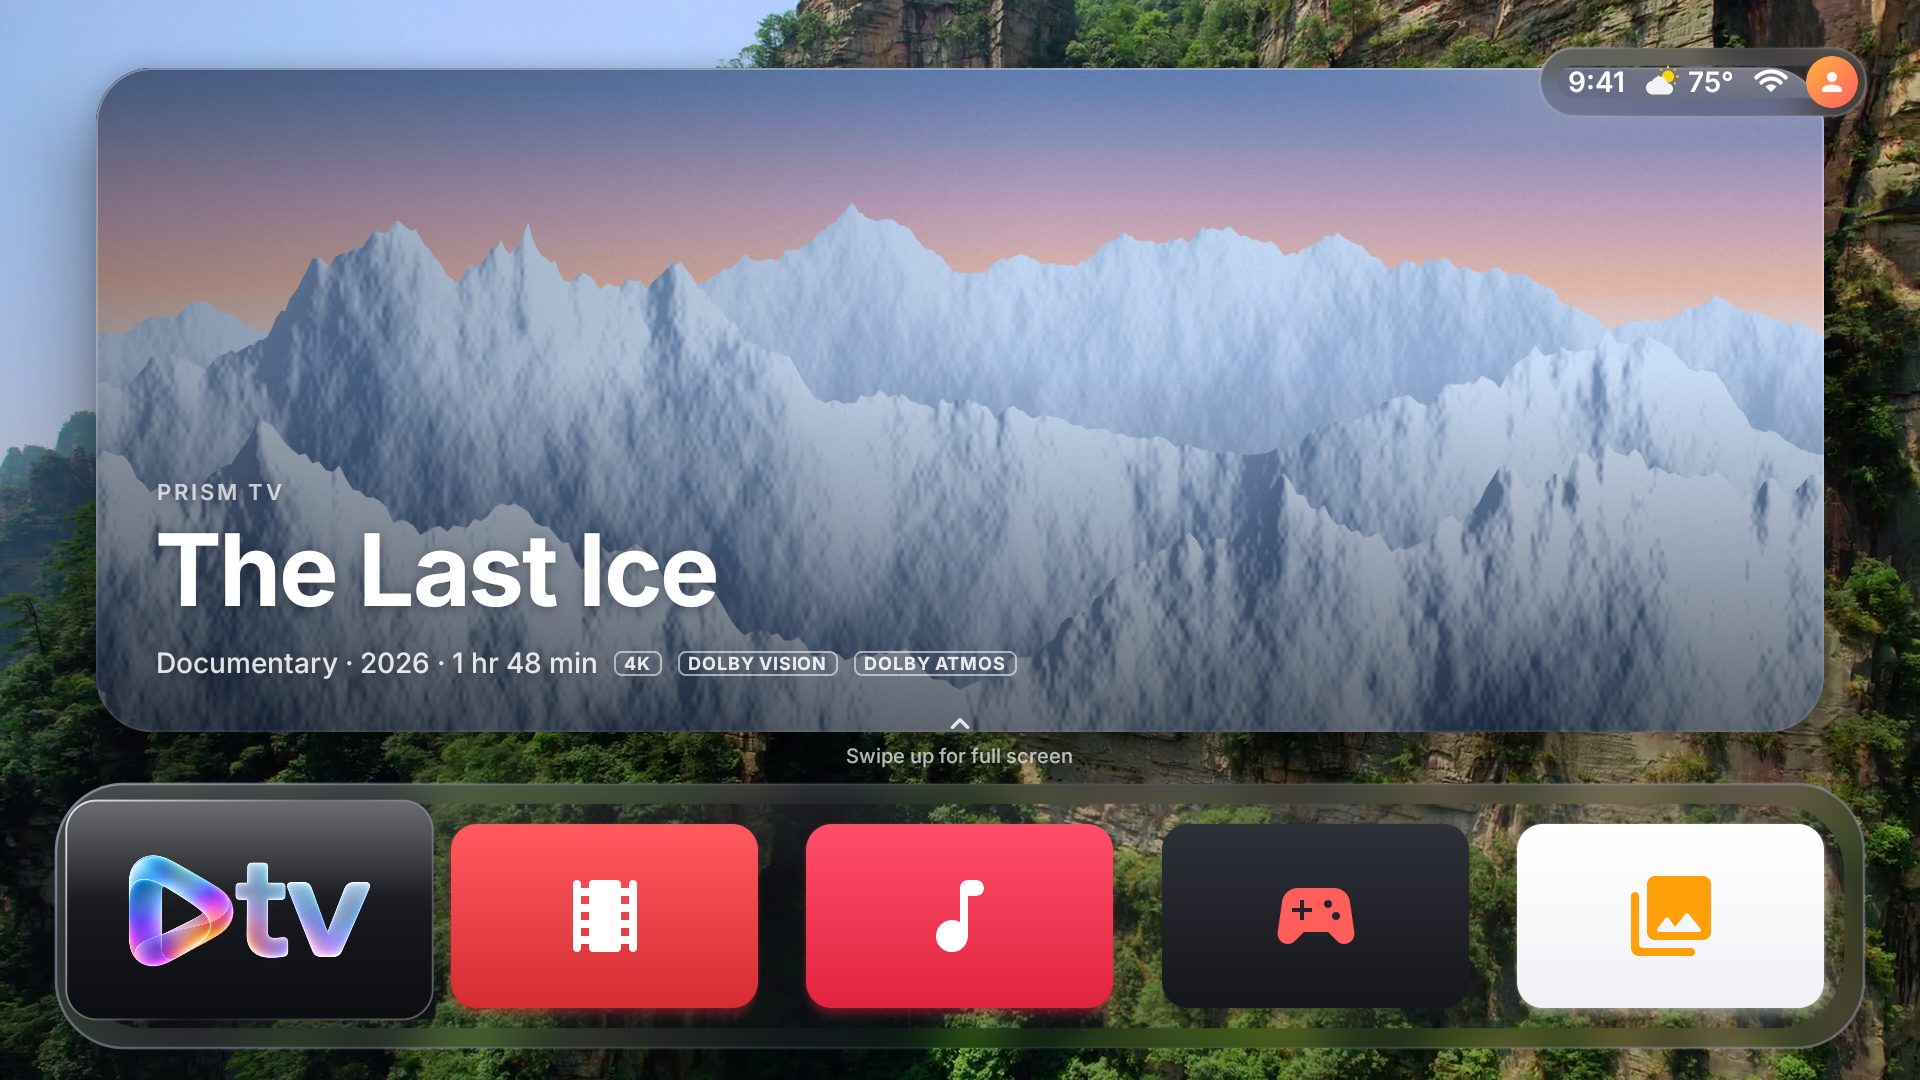 9:41 75°
PRISM TV
The Last Ice
Documentary · 2026 · 1 hr 48 min 4K DOLBY VISION DOLBY ATMOS
Swipe up for full screen
tv